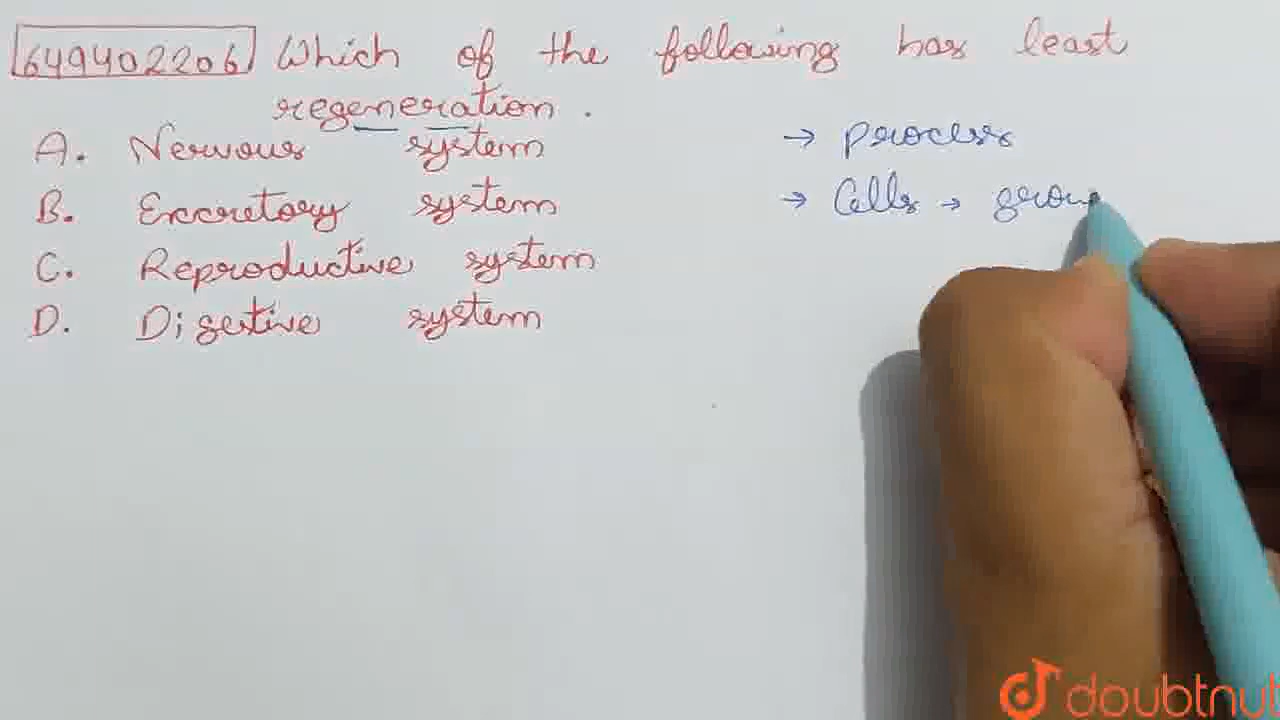 649402206 Which of the following has least
regeneration.
A. Nervous system
B. Excretory system
C. Reproductive system
D. Digestive system
→ process
→ Cells → grow
doubtnut